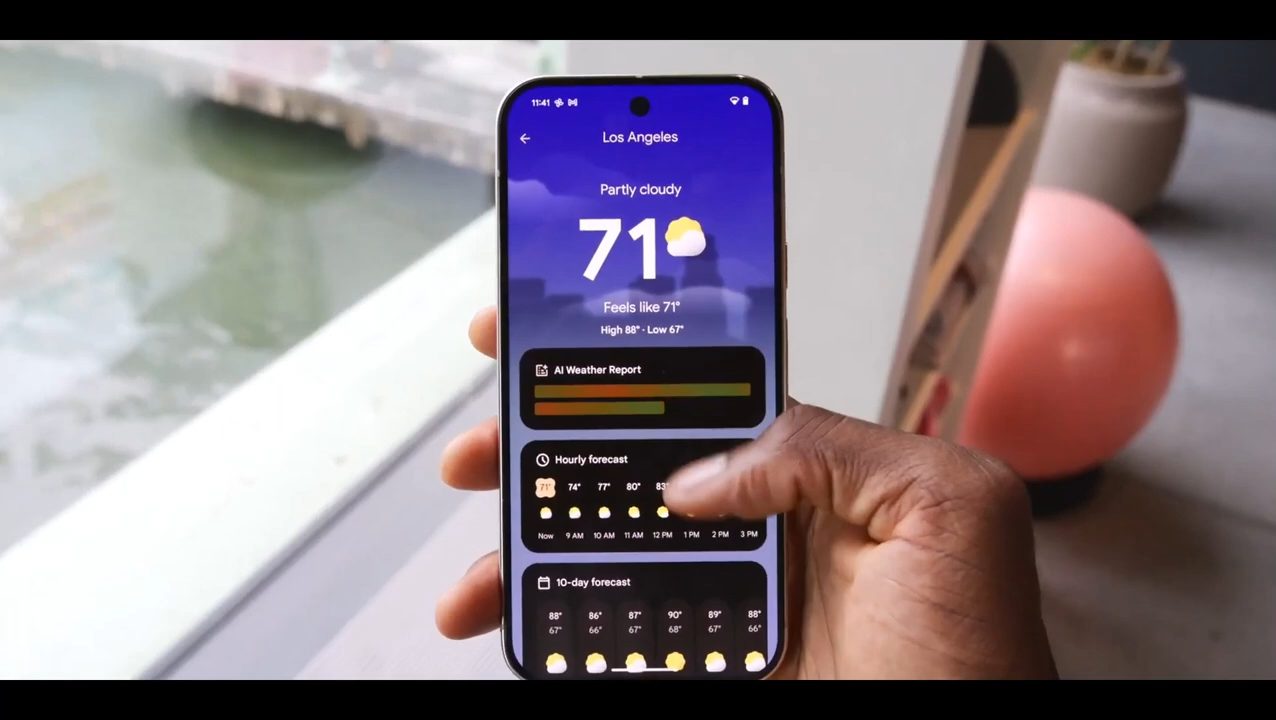 11:41
Los Angeles
Partly cloudy
71°
Feels like 71°
High 88° · Low 67°
AI Weather Report
Hourly forecast
71° 74° 77° 80° 83°
Now 9 AM 10 AM 11 AM 12 PM 1 PM 2 PM 3 PM
10-day forecast
88° 86° 87° 90° 89° 88°
67° 66° 67° 68° 67° 66°